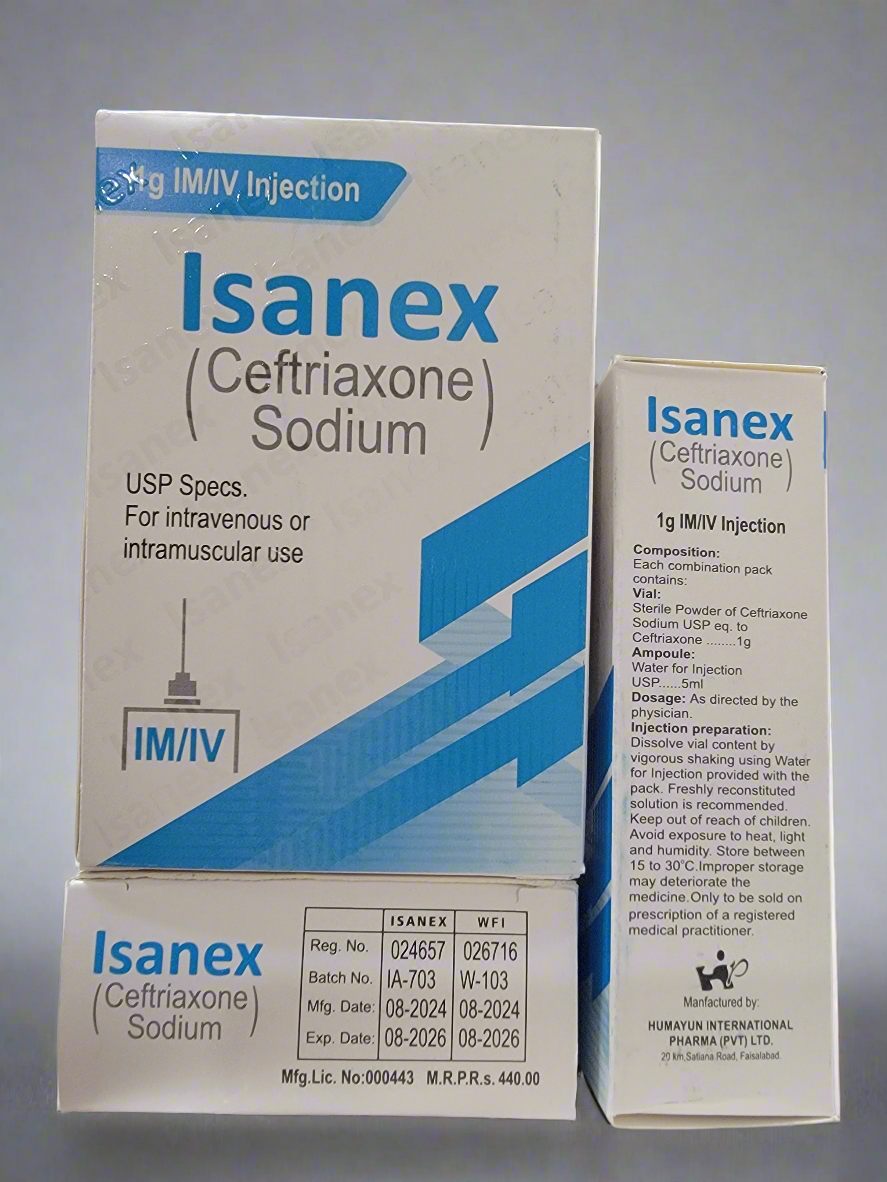 1g IM/IV Injection
Isanex
(Ceftriaxone)
Sodium
USP Specs.
For intravenous or
intramuscular use
IM/IV
Isanex
(Ceftriaxone)
Sodium
ISANEX WFI
Reg. No. 024657 026716
Batch No. IA-703 W-103
Mfg. Date: 08-2024 08-2024
Exp. Date: 08-2026 08-2026
Mfg.Lic. No:000443 M.R.P.R.s. 440.00
Isanex
(Ceftriaxone)
Sodium
1g IM/IV Injection
Composition:
Each combination pack
contains:
Vial:
Sterile Powder of Ceftriaxone
Sodium USP eq. to
Ceftriaxone ........1g
Ampoule:
Water for Injection
USP......5ml
Dosage: As directed by the
physician.
Injection preparation:
Dissolve vial content by
vigorous shaking using Water
for Injection provided with the
pack. Freshly reconstituted
solution is recommended.
Keep out of reach of children.
Avoid exposure to heat, light
and humidity. Store between
15 to 30°C.Improper storage
may deteriorate the
medicine.Only to be sold on
prescription of a registered
medical practitioner.
Manfactured by:
HUMAYUN INTERNATIONAL
PHARMA (PVT) LTD.
20 km,Satiana Road, Faisalabad.